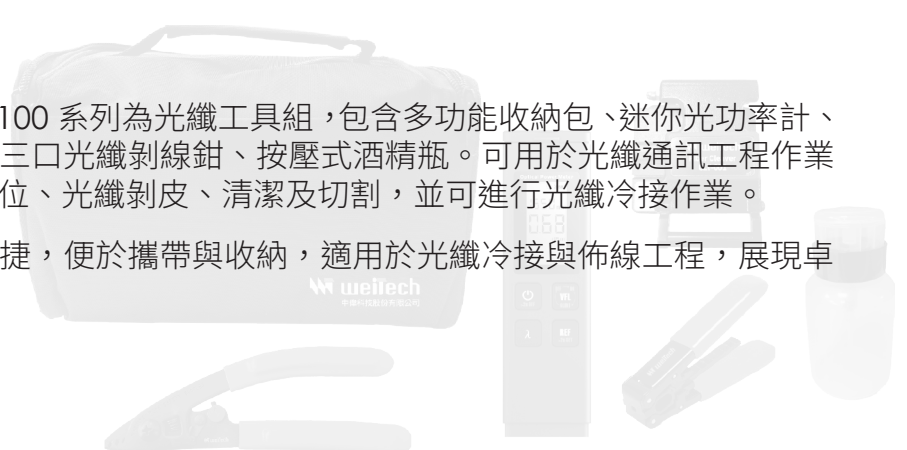 100 系列為光纖工具組，包含多功能收納包、迷你光功率計、
三口光纖剝線鉗、按壓式酒精瓶。可用於光纖通訊工程作業
位、光纖剝皮、清潔及切割，並可進行光纖冷接作業。
捷，便於攜帶與收納，適用於光纖冷接與佈線工程，展現卓
weiTech